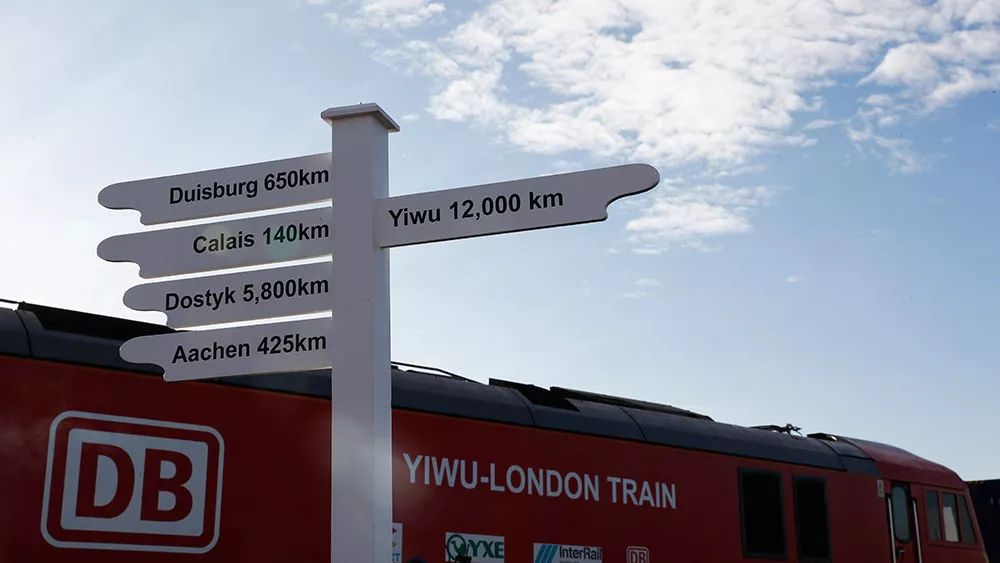 Duisburg 650km
Calais 140km
Dostyk 5,800km
Aachen 425km
Yiwu 12,000 km
DB
YIWU-LONDON TRAIN
YXE
InterRail
DB